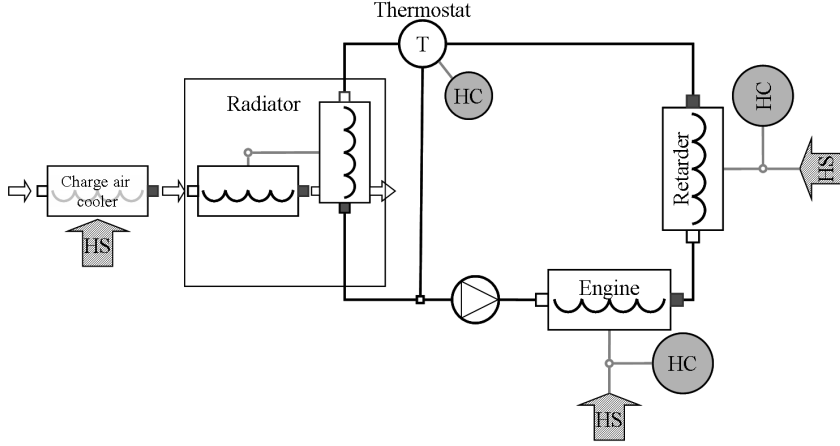 Thermostat
T
HC
HC
Radiator
Retarder
HS
Charge air
cooler
HS
Engine
HC
HS